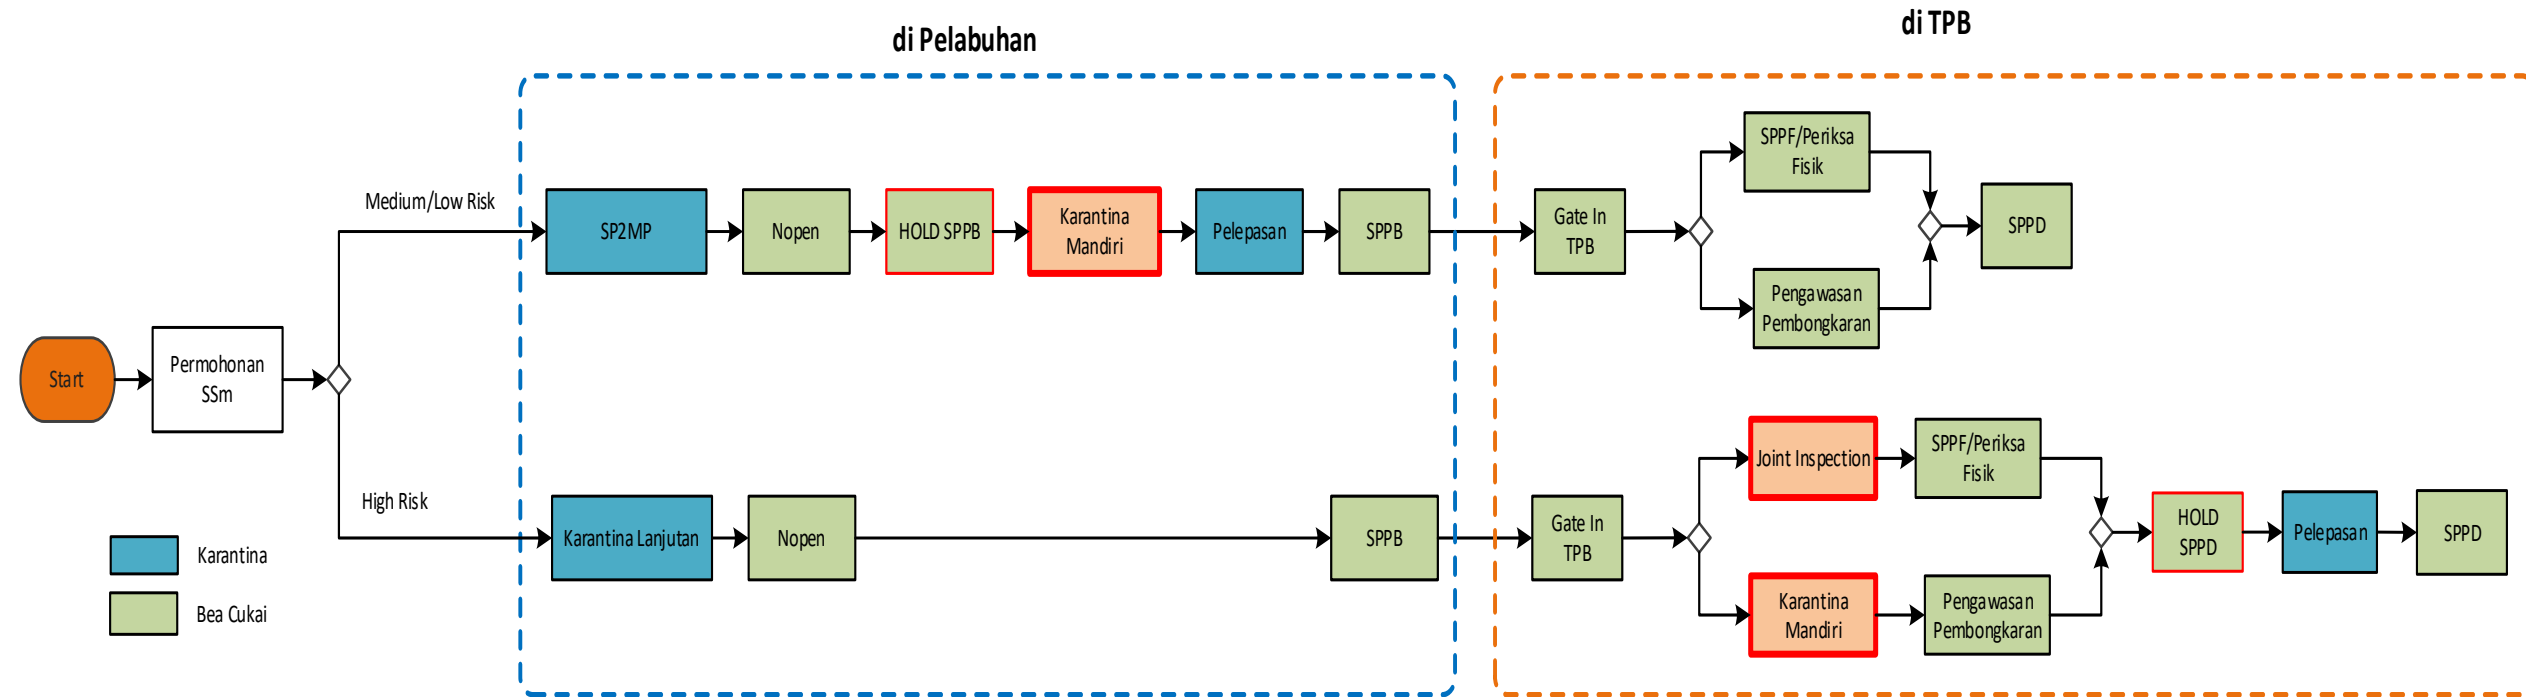 di Pelabuhan
di TPB
Start
Permohonan
SSm
Medium/Low Risk
SP2MP
Nopen
HOLD SPPB
Karantina
Mandiri
Pelepasan
SPPB
Gate In
TPB
SPPF/Periksa
Fisik
Pengawasan
Pembongkaran
SPPD
High Risk
Karantina Lanjutan
Nopen
SPPB
Gate In
TPB
Joint Inspection
SPPF/Periksa
Fisik
Karantina
Mandiri
Pengawasan
Pembongkaran
HOLD
SPPD
Pelepasan
SPPD
Karantina
Bea Cukai